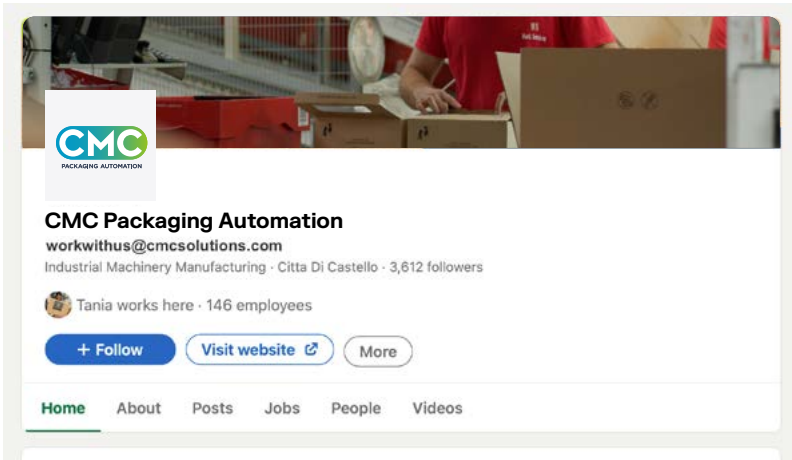 CMC
PACKAGING AUTOMATION
CMC Packaging Automation
workwithus@cmcsolutions.com
Industrial Machinery Manufacturing · Citta Di Castello · 3,612 followers
Tania works here · 146 employees
+ Follow
Visit website
More
Home About Posts Jobs People Videos